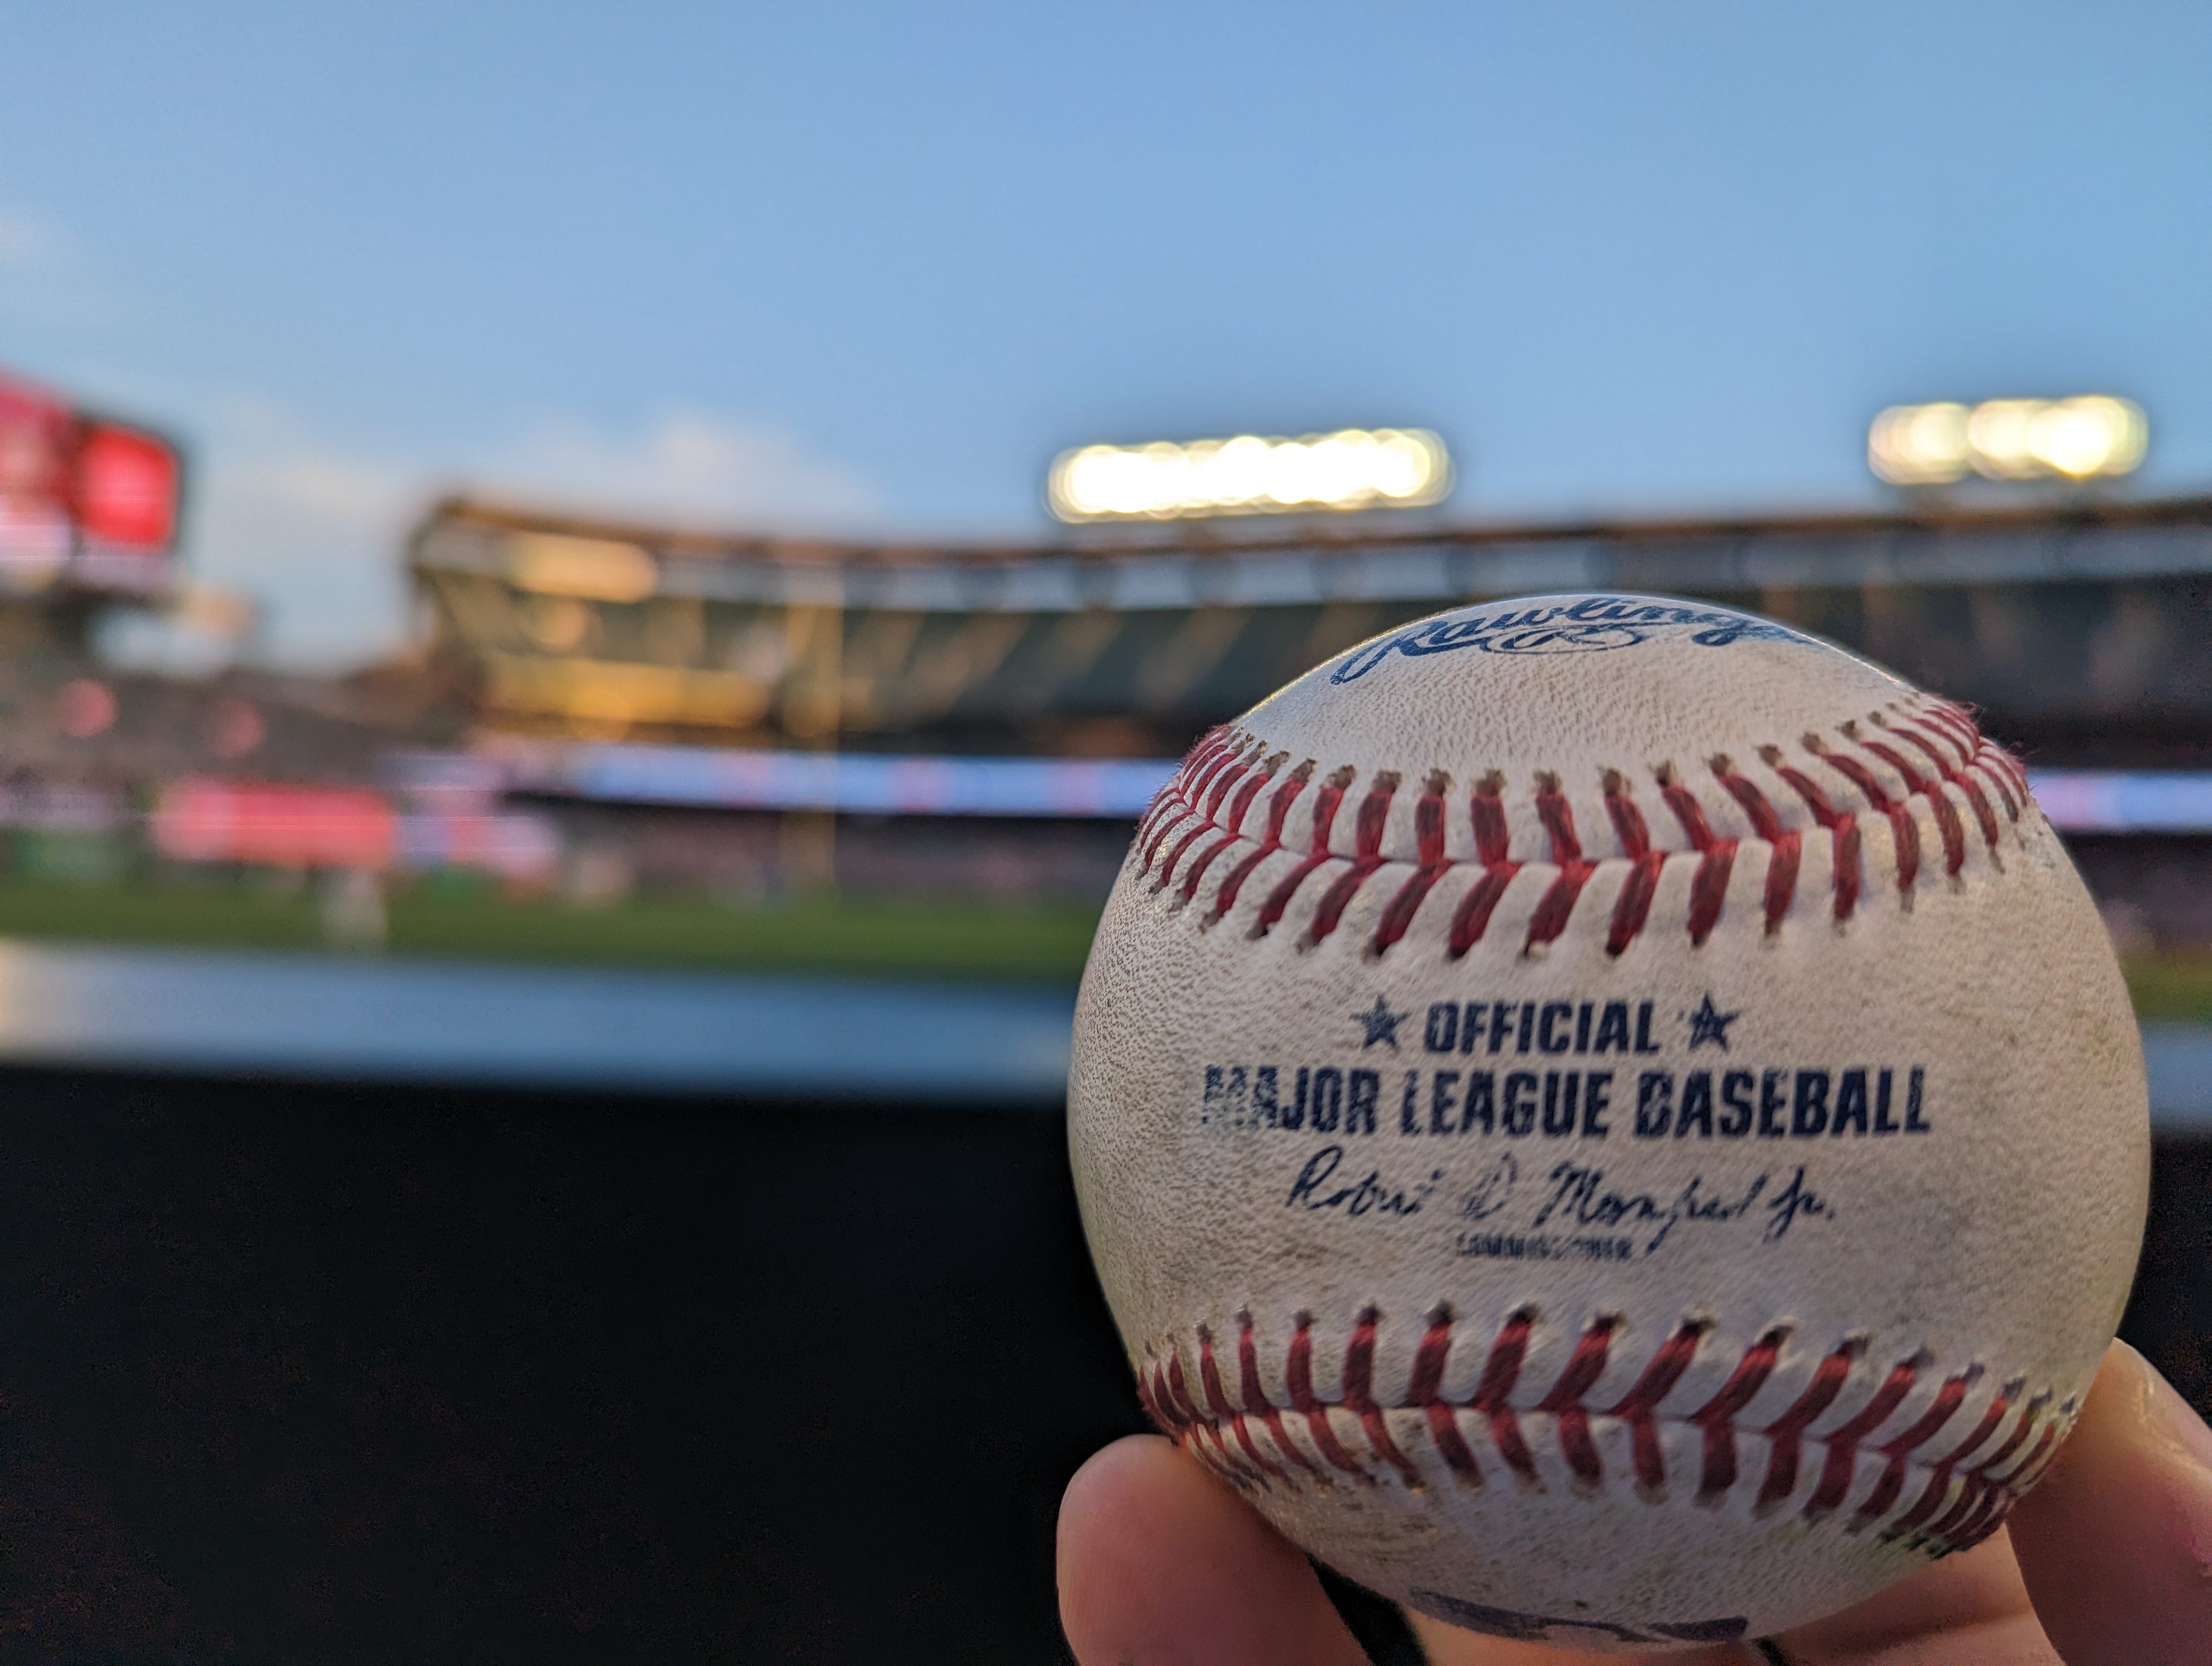 Rawlings
R
★ OFFICIAL ★
MAJOR LEAGUE BASEBALL
Robert D Manfred Jr.
COMMISSIONER